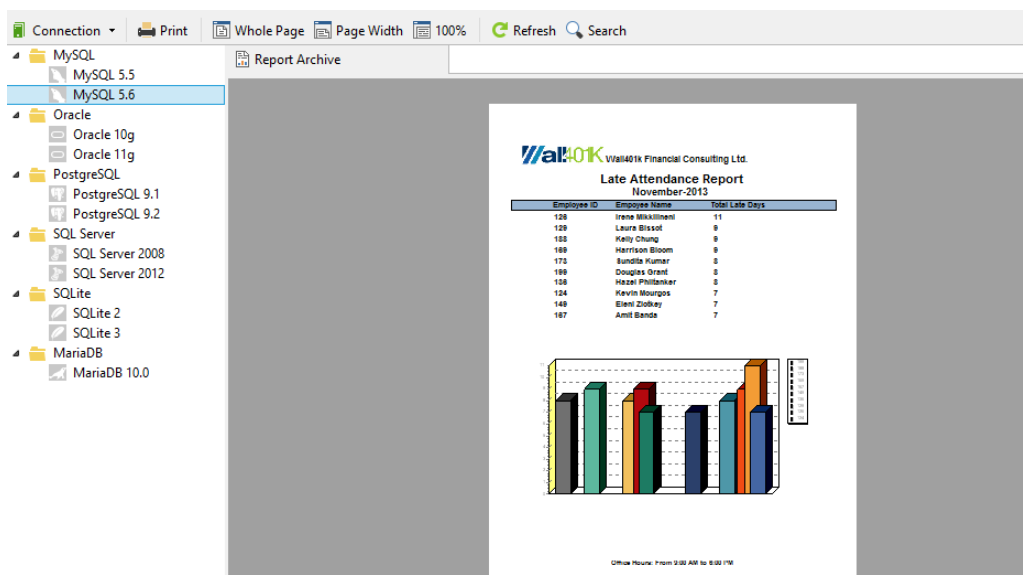 Connection Print Whole Page Page Width 100% Refresh Search
MySQL
MySQL 5.5
MySQL 5.6
Oracle
Oracle 10g
Oracle 11g
PostgreSQL
PostgreSQL 9.1
PostgreSQL 9.2
SQL Server
SQL Server 2008
SQL Server 2012
SQLite
SQLite 2
SQLite 3
MariaDB
MariaDB 10.0
Report Archive
Wall401K Wall401k Financial Consulting Ltd.
Late Attendance Report
November-2013
Employee ID Empoyee Name Total Late Days
126 Irene Mikkilineni 11
129 Laura Bissot 9
188 Kelly Chung 9
169 Harrison Bloom 9
173 Sundita Kumar 8
199 Douglas Grant 8
136 Hazel Philtanker 8
124 Kevin Mourgos 7
149 Eleni Zlotkey 7
167 Amit Banda 7
Office Hours: From 9:00 AM to 6:00 PM